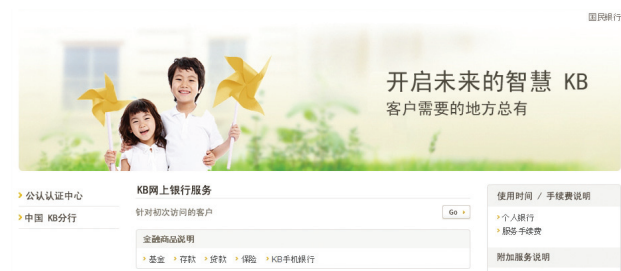 国民銀行
开启未来的智慧 KB
客户需要的地方总有
公认认证中心
中国 KB分行
KB网上银行服务
针对初次访问的客户
Go
金融商品说明
基金 存款 贷款 保险 KB手机银行
使用时间 / 手续费说明
个人银行
服务手续费
附加服务说明